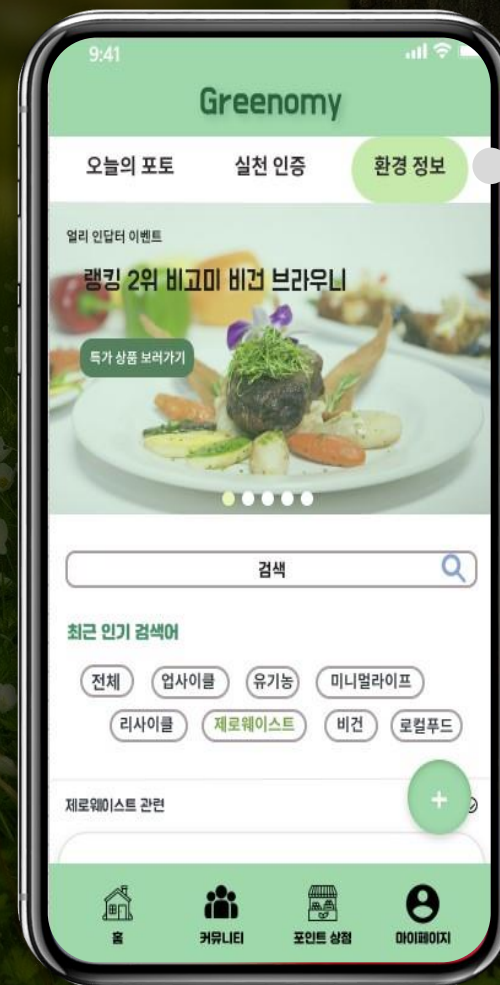 9:41
Greenomy
오늘의 포토 실천 인증 환경 정보
얼리 인답터 이벤트
랭킹 2위 비고미 비건 브라우니
특가 상품 보러가기
검색
최근 인기 검색어
전체 업사이클 유기농 미니멀라이프
리사이클 제로웨이스트 비건 로컬푸드
제로웨이스트 관련
+
홈 커뮤니티 포인트 상점 마이페이지